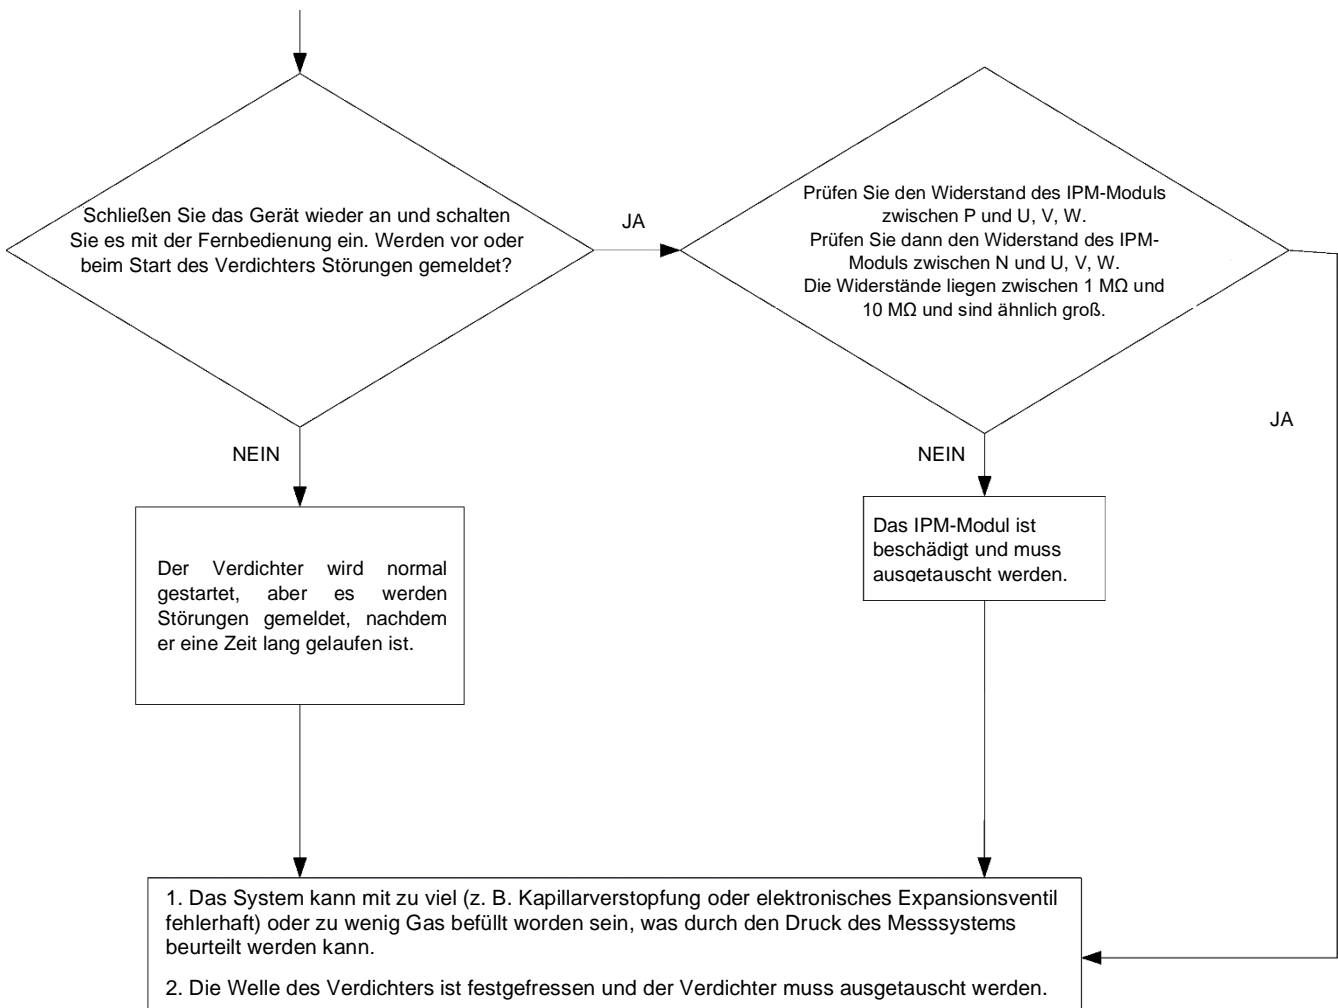 Schließen Sie das Gerät wieder an und schalten
Sie es mit der Fernbedienung ein. Werden vor oder
beim Start des Verdichters Störungen gemeldet?
JA
Prüfen Sie den Widerstand des IPM-Moduls
zwischen P und U, V, W.
Prüfen Sie dann den Widerstand des IPM-
Moduls zwischen N und U, V, W.
Die Widerstände liegen zwischen 1 MΩ und
10 MΩ und sind ähnlich groß.
JA
NEIN
NEIN
Der Verdichter wird normal
gestartet, aber es werden
Störungen gemeldet, nachdem
er eine Zeit lang gelaufen ist.
Das IPM-Modul ist
beschädigt und muss
ausgetauscht werden.
1. Das System kann mit zu viel (z. B. Kapillarverstopfung oder elektronisches Expansionsventil
fehlerhaft) oder zu wenig Gas befüllt worden sein, was durch den Druck des Messsystems
beurteilt werden kann.
2. Die Welle des Verdichters ist festgefressen und der Verdichter muss ausgetauscht werden.